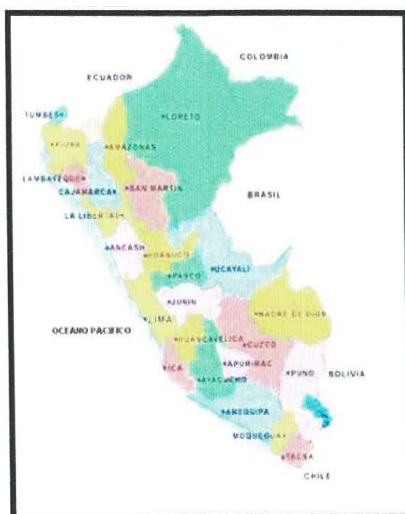 COLOMBIA
ECUADOR
TUMBES
LORETO
PIURA
AMAZONAS
LAMBAYEQUE
SAN MARTIN
CAJAMARCA
BRASIL
LA LIBERTAD
ANCASH
HUANUCO
UCAYALI
PASCO
JUNIN
MADRE DE DIOS
LIMA
OCEANO PACIFICO
HUANCAVELICA
CUZCO
APURIMAC
ICA
PUNO
BOLIVIA
AYACUCHO
AREQUIPA
MOQUEGUA
TACNA
CHILE